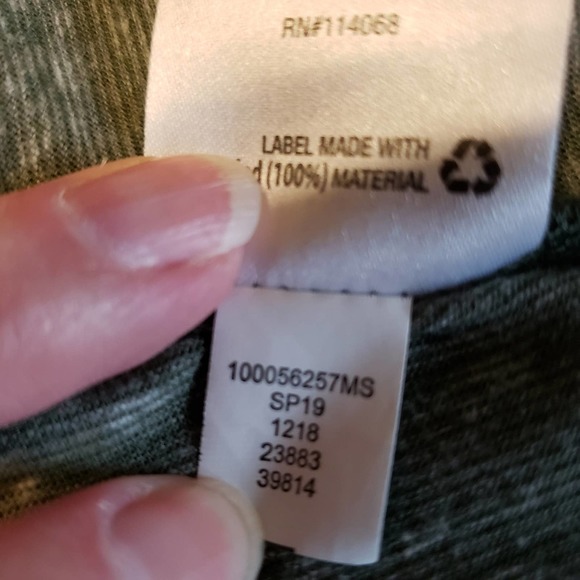 RN#114068
LABEL MADE WITH
(100%) MATERIAL
100056257MS
SP19
1218
23883
39814